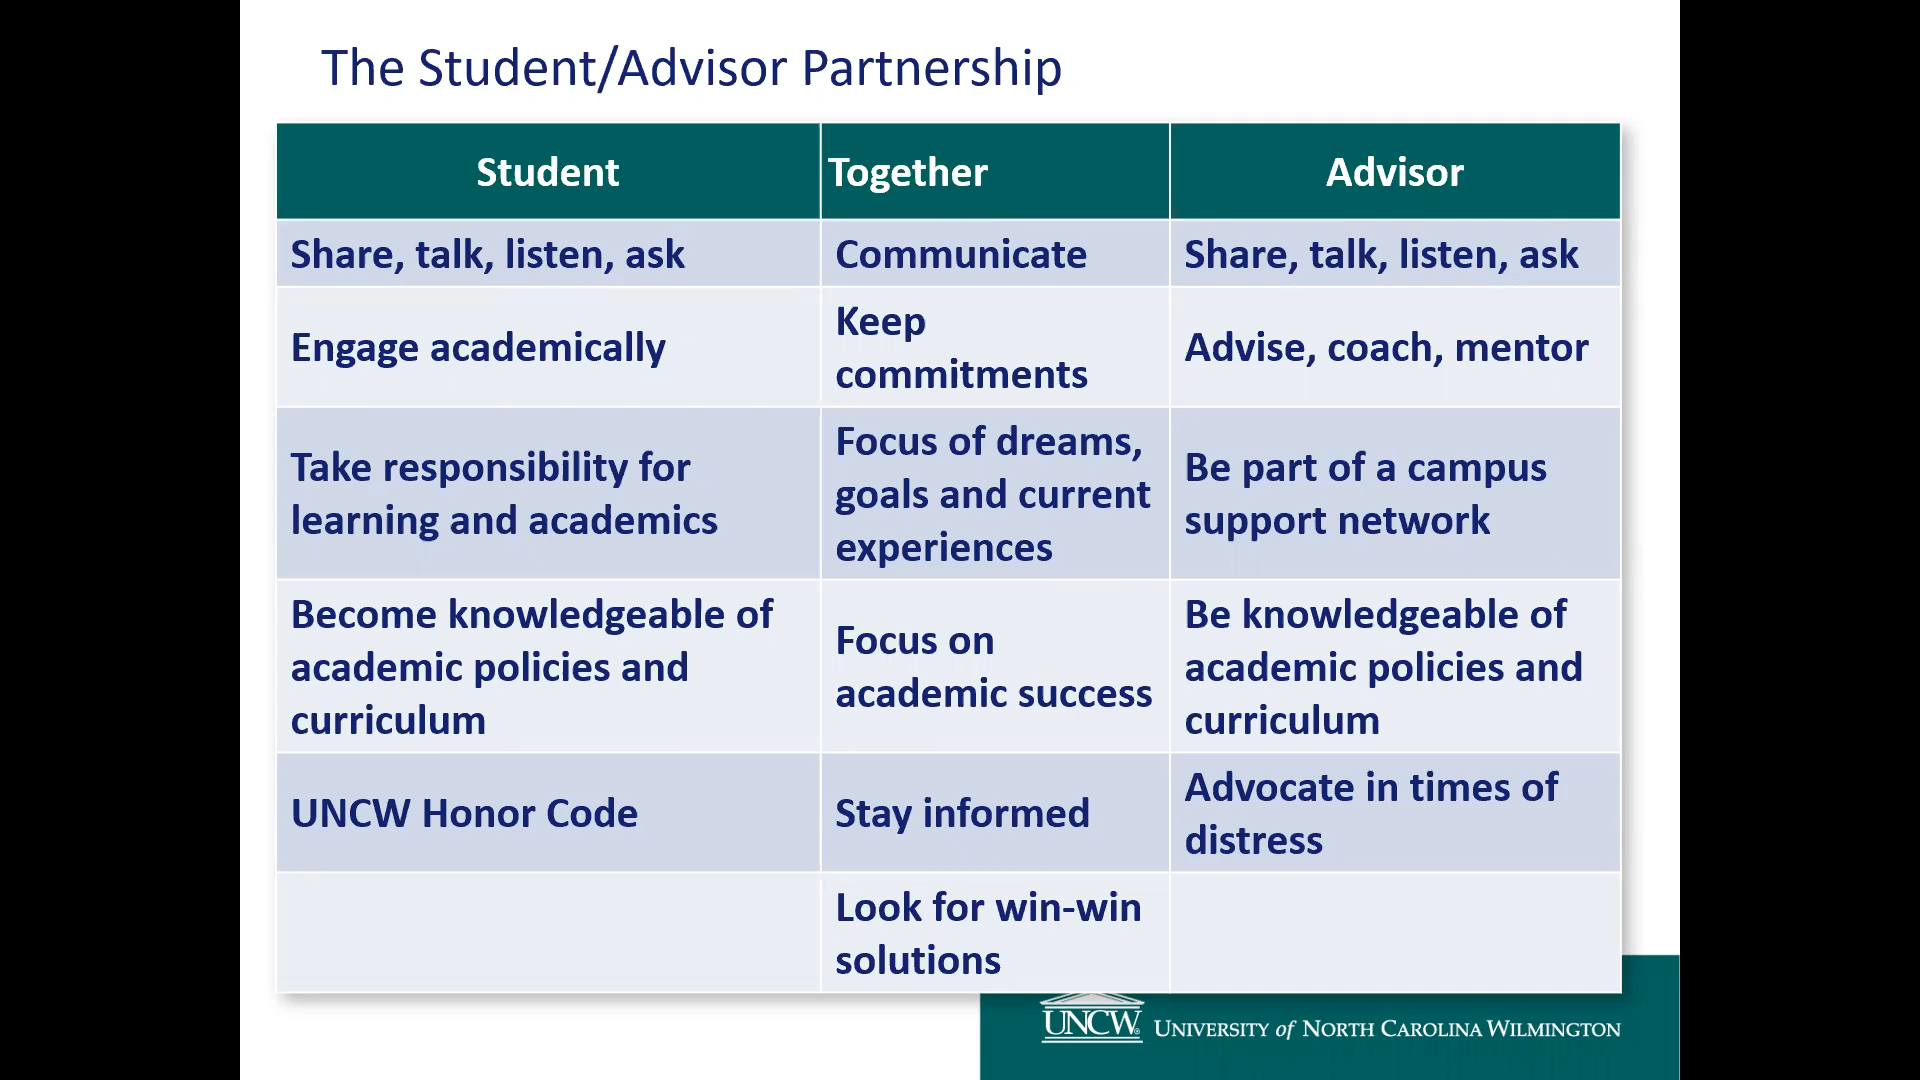 The Student/Advisor Partnership
Student
Together
Advisor
Share, talk, listen, ask
Communicate
Share, talk, listen, ask
Engage academically
Keep
commitments
Advise, coach, mentor
Take responsibility for
learning and academics
Focus of dreams,
goals and current
experiences
Be part of a campus
support network
Become knowledgeable of
academic policies and
curriculum
Focus on
academic success
Be knowledgeable of
academic policies and
curriculum
UNCW Honor Code
Stay informed
Advocate in times of
distress
Look for win-win
solutions
UNCW
UNIVERSITY of NORTH CAROLINA WILMINGTON